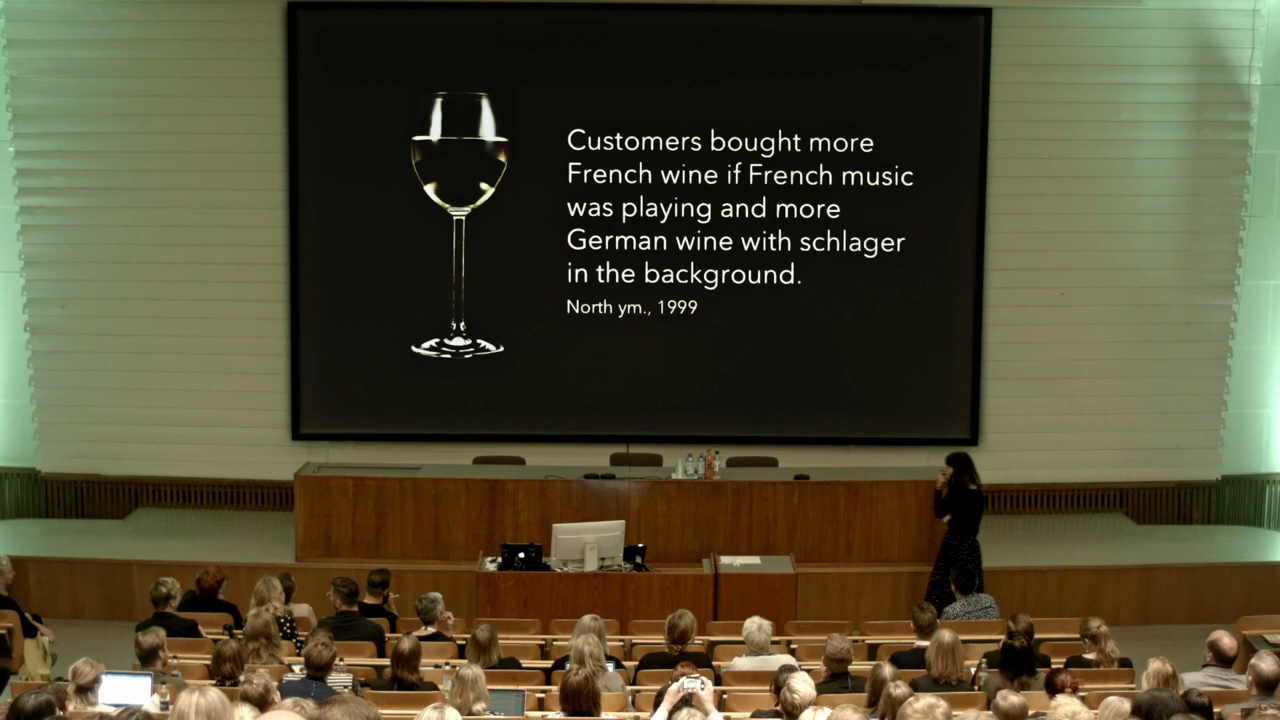 Customers bought more
French wine if French music
was playing and more
German wine with schlager
in the background.
North ym., 1999